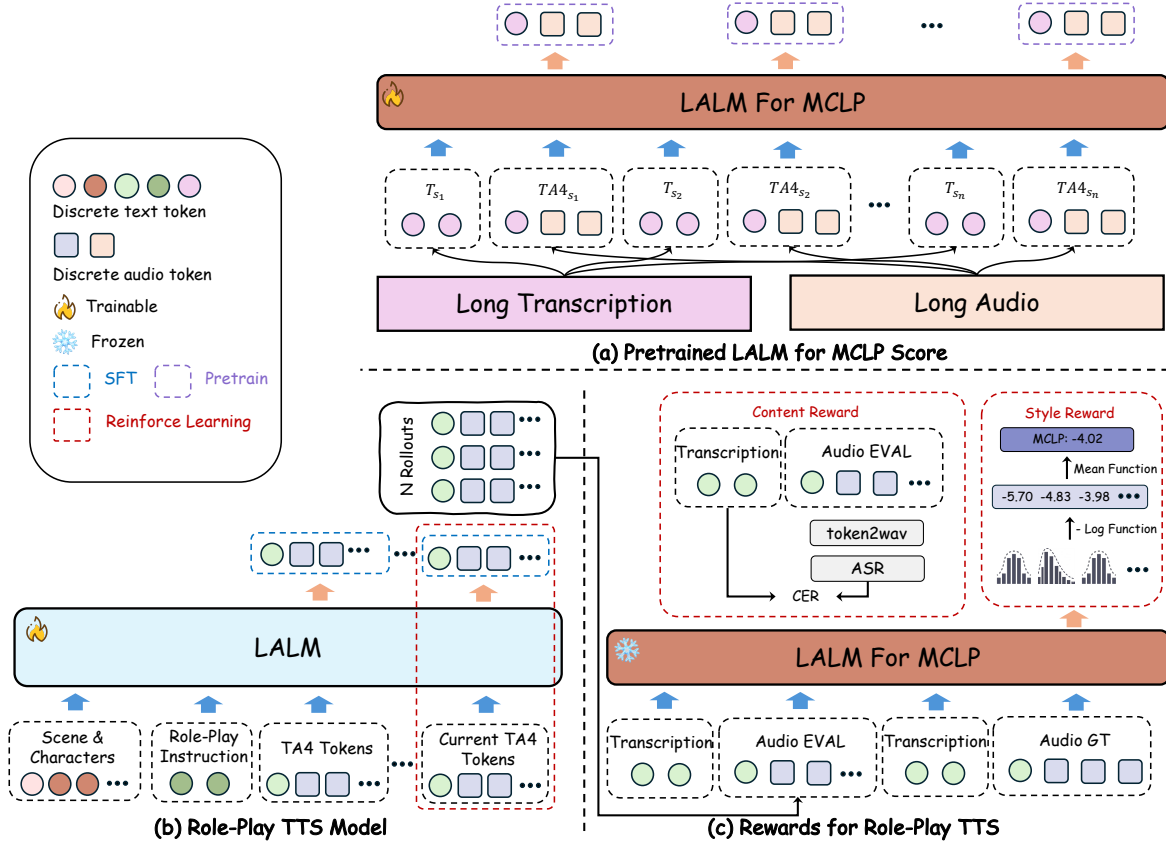 LALM For MCLP
T_{s_1}
TA4_{s_1}
T_{s_2}
TA4_{s_2}
T_{s_n}
TA4_{s_n}
Long Transcription
Long Audio
(a) Pretrained LALM for MCLP Score
Discrete text token
Discrete audio token
Trainable
Frozen
SFT
Pretrain
Reinforce Learning
N Rollouts
LALM
Scene &
Characters
Role-Play
Instruction
TA4 Tokens
Current TA4
Tokens
(b) Role-Play TTS Model
Content Reward
Transcription
Audio EVAL
token2wav
ASR
CER
Style Reward
MCLP: -4.02
Mean Function
-5.70 -4.83 -3.98
- Log Function
LALM For MCLP
Transcription
Audio EVAL
Transcription
Audio GT
(c) Rewards for Role-Play TTS